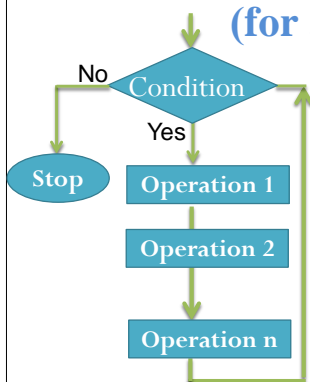 (for
No
Condition
Yes
Stop
Operation 1
Operation 2
Operation n